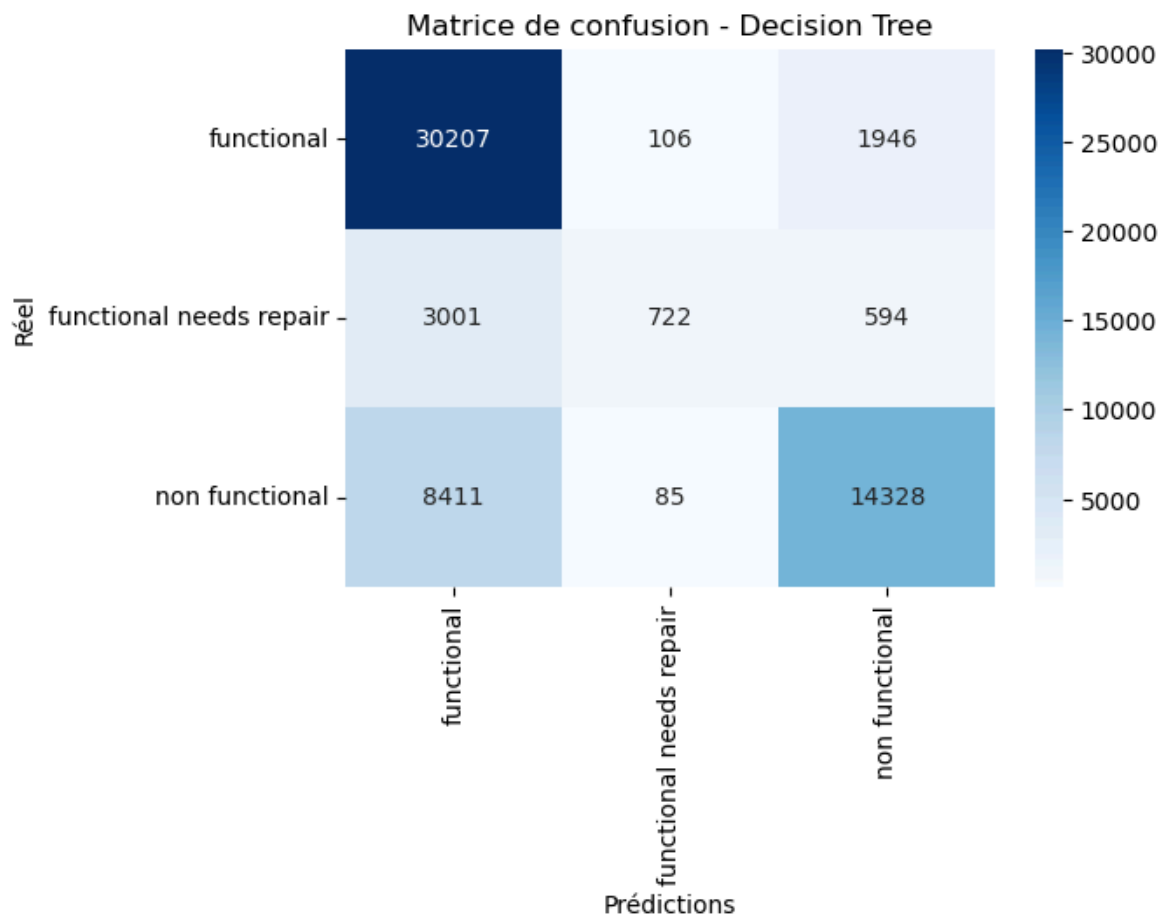 Matrice de confusion - Decision Tree
functional
30207
106
1946
functional needs repair
3001
722
594
non functional
8411
85
14328
Réel
functional
functional needs repair
non functional
Prédictions
30000
25000
20000
15000
10000
5000